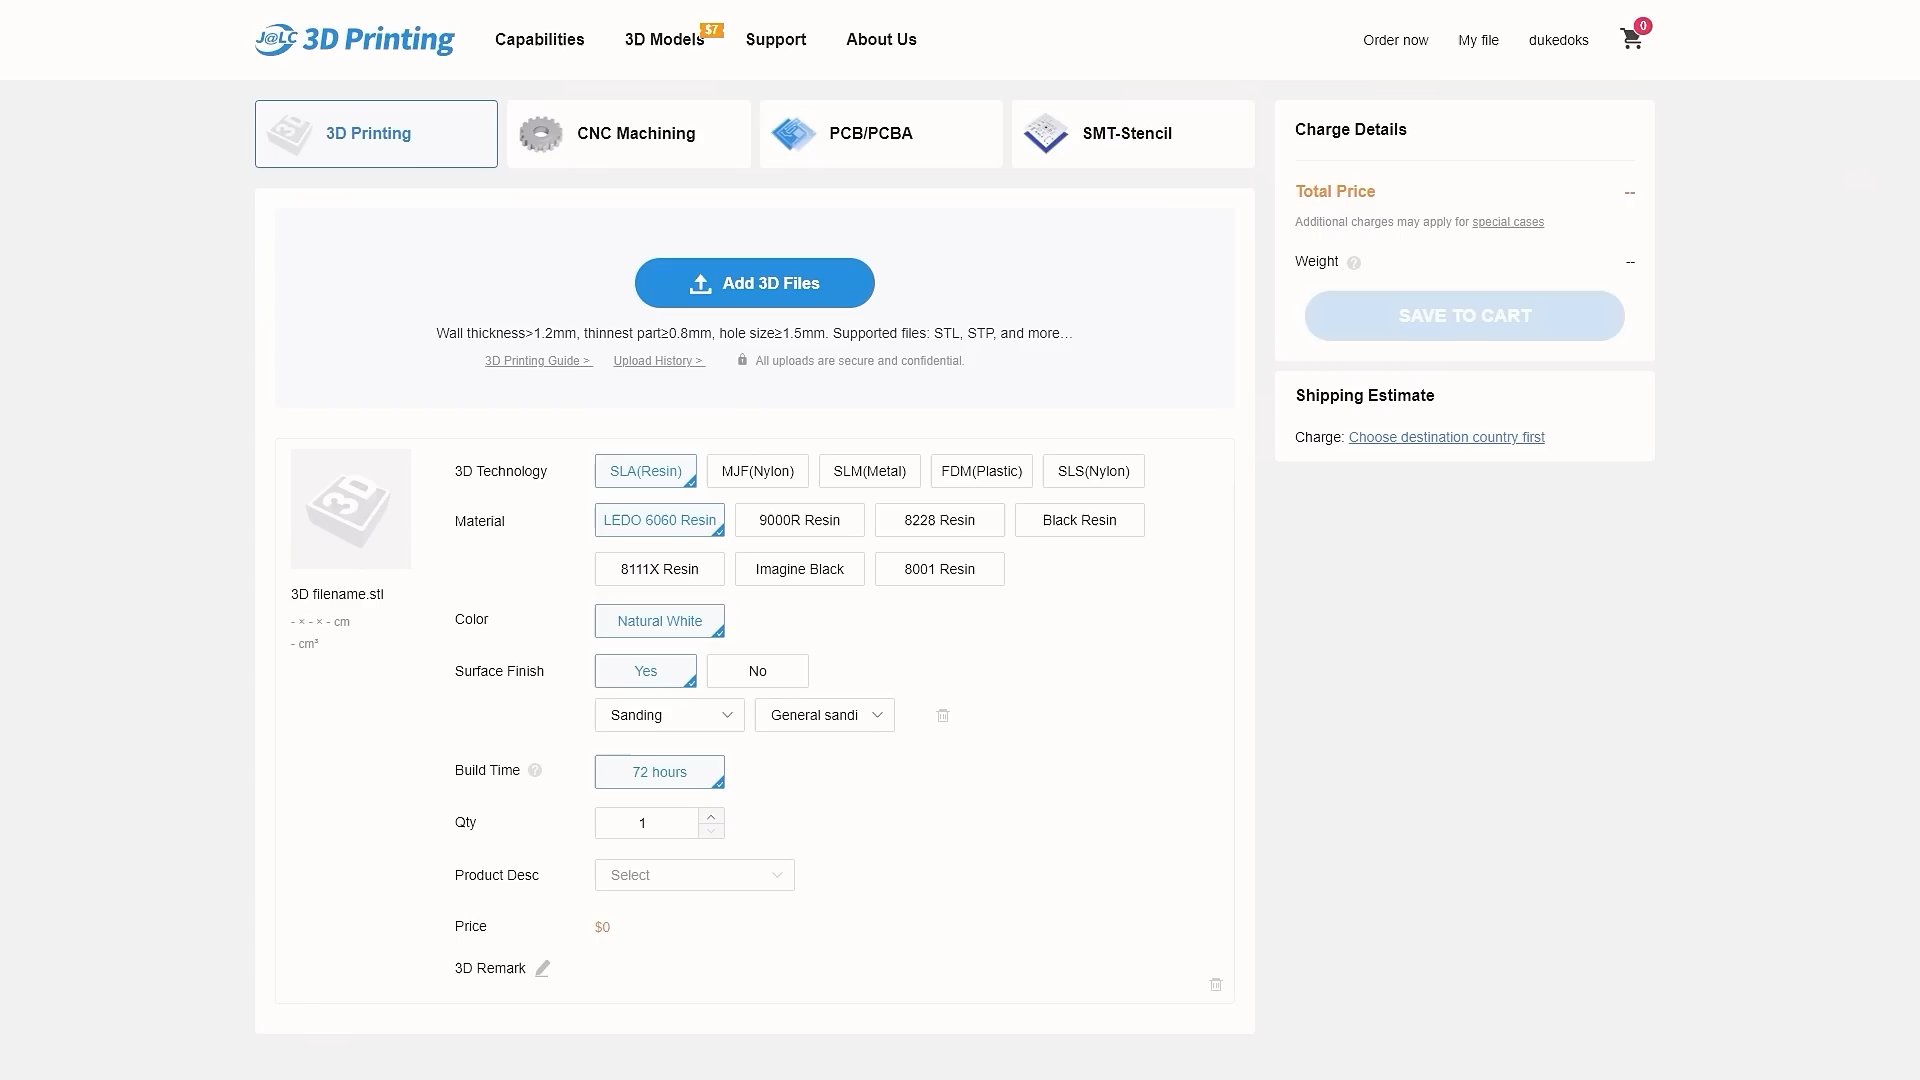 J@LC 3D Printing
Capabilities
3D Models
$7
Support
About Us
Order now
My file
dukedoks
0
3D Printing
CNC Machining
PCB/PCBA
SMT-Stencil
Add 3D Files
Wall thickness>1.2mm, thinnest part≥0.8mm, hole size≥1.5mm. Supported files: STL, STP, and more…
3D Printing Guide >
Upload History >
All uploads are secure and confidential.
3D
3D filename.stl
- × - × - cm
- cm³
3D Technology
SLA(Resin)
MJF(Nylon)
SLM(Metal)
FDM(Plastic)
SLS(Nylon)
Material
LEDO 6060 Resin
9000R Resin
8228 Resin
Black Resin
8111X Resin
Imagine Black
8001 Resin
Color
Natural White
Surface Finish
Yes
No
Sanding
General sandi
Build Time ?
72 hours
Qty
1
Product Desc
Select
Price
$0
3D Remark
Charge Details
Total Price
--
Additional charges may apply for special cases
Weight ?
--
SAVE TO CART
Shipping Estimate
Charge: Choose destination country first